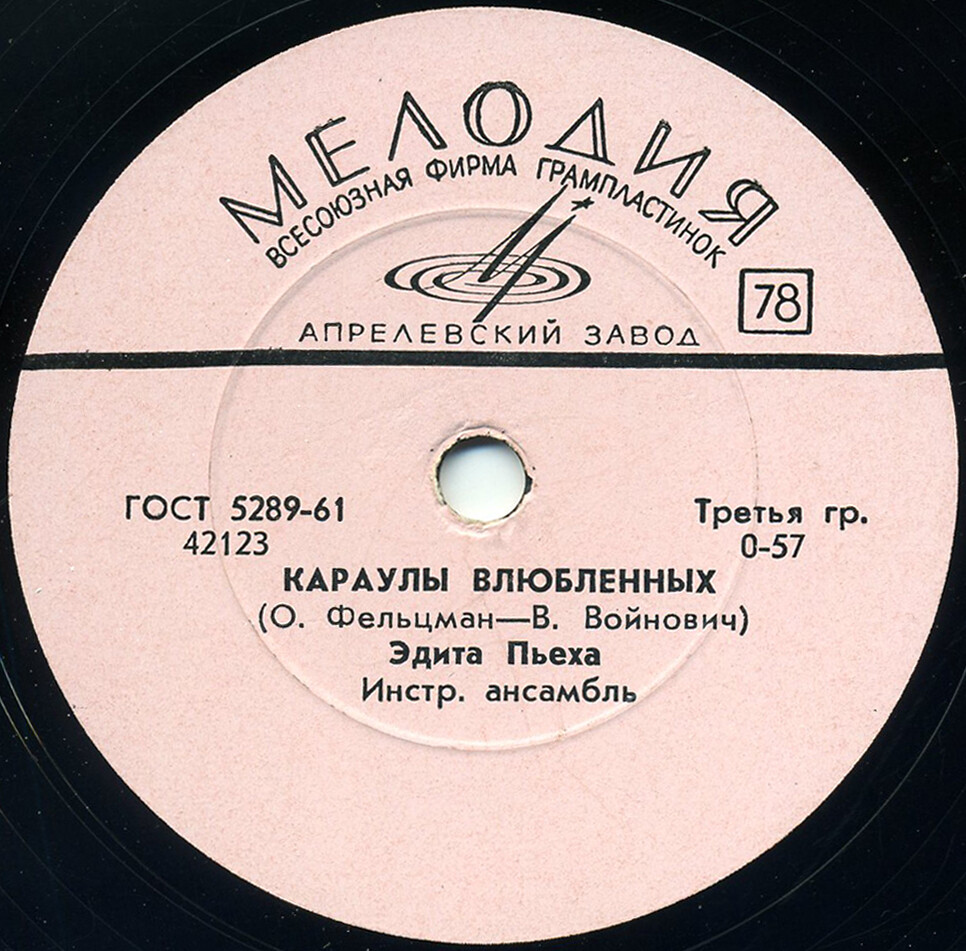 МЕЛОДИЯ
ВСЕСОЮЗНАЯ ФИРМА ГРАМПЛАСТИНОК
78
АПРЕЛЕВСКИЙ ЗАВОД
ГОСТ 5289-61
42123
Третья гр.
0-57
КАРАУЛЫ ВЛЮБЛЕННЫХ
(О. Фельцман—В. Войнович)
Эдита Пьеха
Инстр. ансамбль